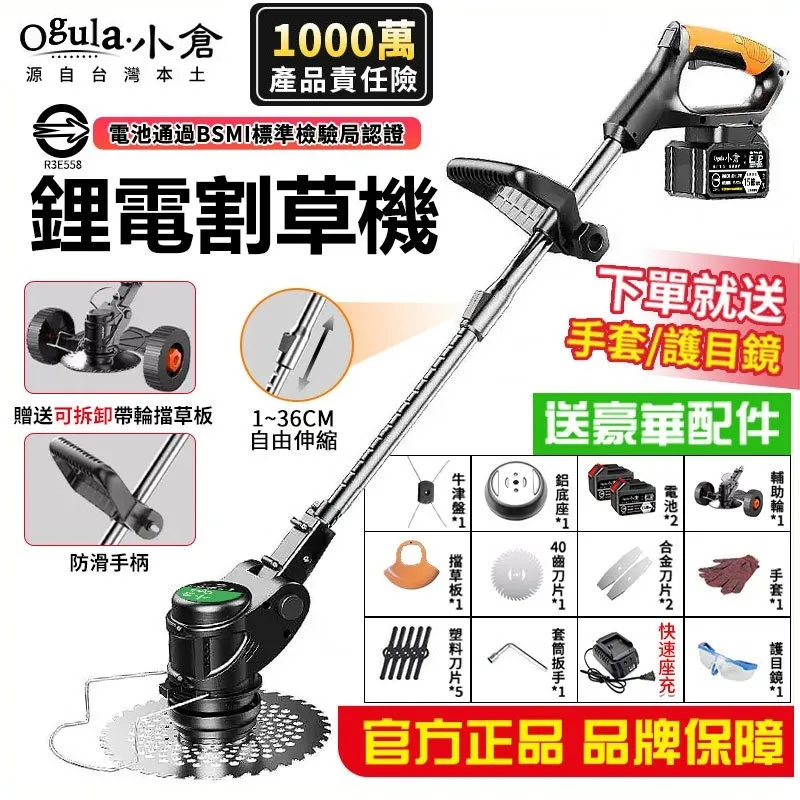 Ogula·小倉
源自台灣本土
1000萬
產品責任險
R3E558
電池通過BSMI標準檢驗局認證
鋰電割草機
Ogula小倉
下單就送
手套/護目鏡
贈送可拆卸帶輪擋草板
1~36CM
自由伸縮
防滑手柄
送豪華配件
牛津盤*1
鋁底座*1
電池*2
輔助輪*1
擋草板*1
40齒刀片*1
合金刀片*2
手套*1
塑料刀片*5
套筒扳手*1
快速座充
護目鏡*1
官方正品 品牌保障